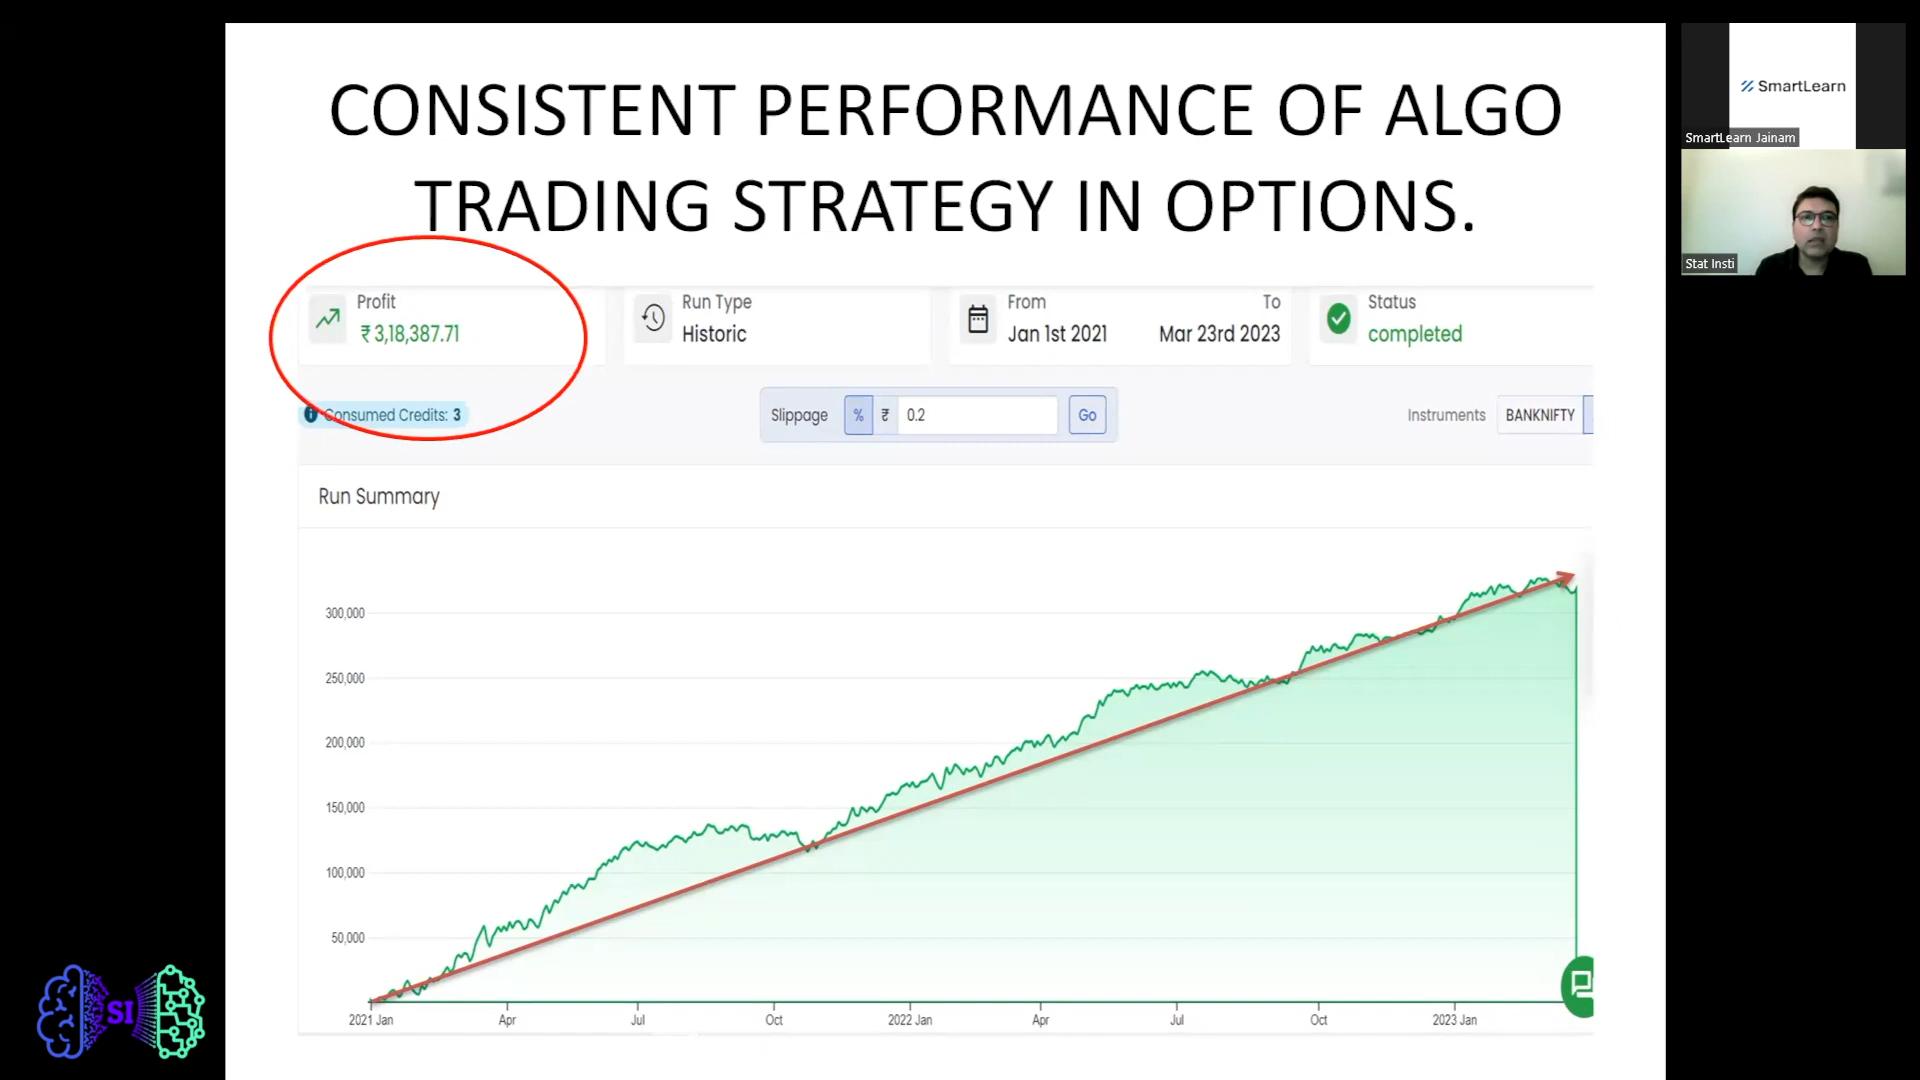 CONSISTENT PERFORMANCE OF ALGO
TRADING STRATEGY IN OPTIONS.
Profit
₹ 3,18,387.71
Run Type
Historic
From To
Jan 1st 2021 Mar 23rd 2023
Status
completed
Consumed Credits: 3
Slippage % ₹ 0.2 Go
Instruments BANKNIFTY
Run Summary
300,000
250,000
200,000
150,000
100,000
50,000
2021 Jan Apr Jul Oct 2022 Jan Apr Jul Oct 2023 Jan
SI
SmartLearn
SmartLearn Jainam
Stat Insti